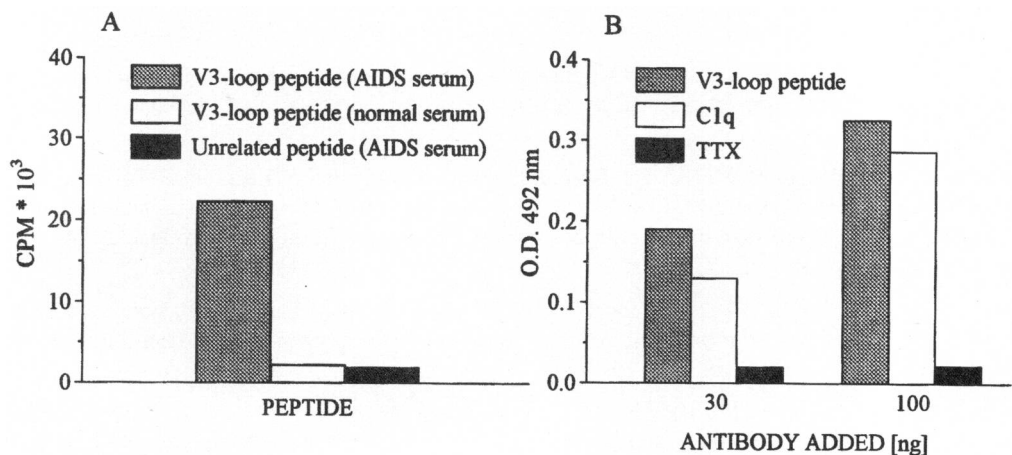 A
40
30
20
10
0
CPM * 10³
V3-loop peptide (AIDS serum)
V3-loop peptide (normal serum)
Unrelated peptide (AIDS serum)
PEPTIDE
B
0.4
0.3
0.2
0.1
0.0
O.D. 492 nm
V3-loop peptide
C1q
TTX
30
100
ANTIBODY ADDED [ng]